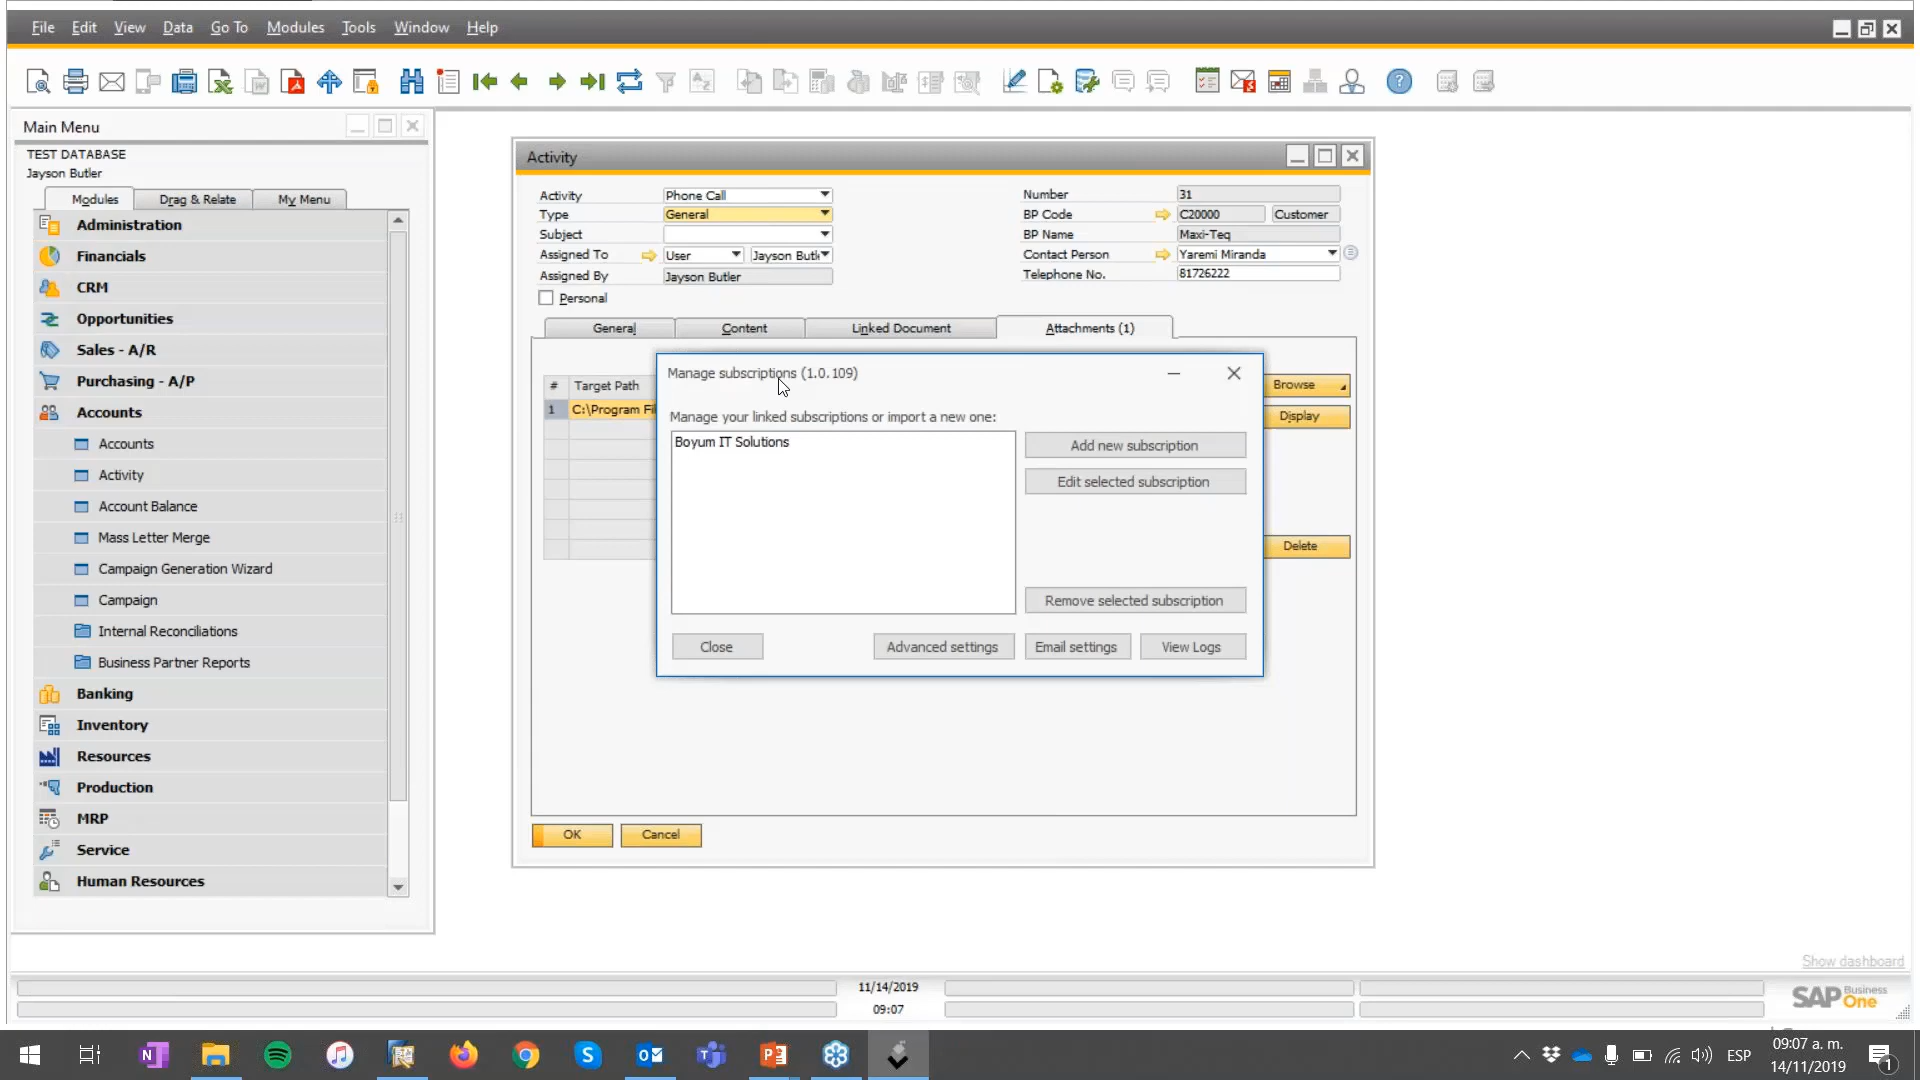 File Edit View Data Go To Modules Tools Window Help
Main Menu
TEST DATABASE
Jayson Butler
Modules Drag & Relate My Menu
Administration
Financials
CRM
Opportunities
Sales - A/R
Purchasing - A/P
Accounts
Accounts
Activity
Account Balance
Mass Letter Merge
Campaign Generation Wizard
Campaign
Internal Reconciliations
Business Partner Reports
Banking
Inventory
Resources
Production
MRP
Service
Human Resources
Activity
Activity Phone Call
Type General
Subject
Assigned To User Jayson Butl
Assigned By Jayson Butler
Personal
Number 31
BP Code C20000 Customer
BP Name Maxi-Teq
Contact Person Yaremi Miranda
Telephone No. 81726222
General Content Linked Document Attachments (1)
# Target Path
1 C:\Program Fil
Browse
Display
Delete
Manage subscriptions (1.0.109)
Manage your linked subscriptions or import a new one:
Boyum IT Solutions
Add new subscription
Edit selected subscription
Remove selected subscription
Close Advanced settings Email settings View Logs
OK Cancel
Show dashboard
11/14/2019
09:07
SAP Business One
ESP
09:07 a. m.
14/11/2019
1